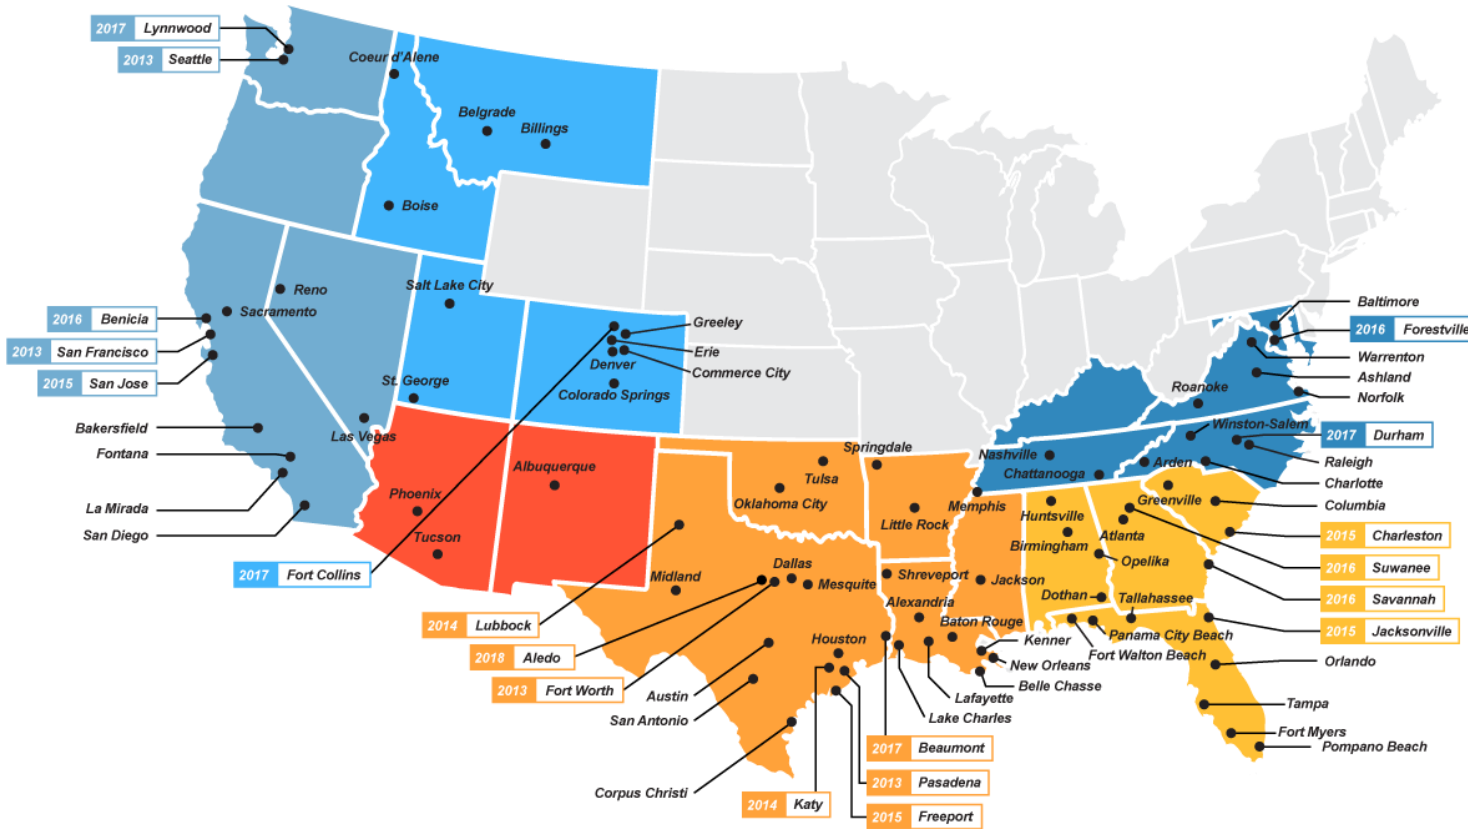 2017 Lynnwood
2013 Seattle
Coeur d'Alene
Belgrade
Billings
Boise
Salt Lake City
Reno
Sacramento
2016 Benicia
2013 San Francisco
2015 San Jose
St. George
Las Vegas
Bakersfield
Fontana
La Mirada
San Diego
Greeley
Erie
Denver
Commerce City
Colorado Springs
2017 Fort Collins
Albuquerque
Phoenix
Tucson
Springdale
Tulsa
Oklahoma City
Little Rock
Memphis
Dallas
Midland
Mesquite
Shreveport
Jackson
Alexandria
Baton Rouge
2014 Lubbock
2018 Aledo
2013 Fort Worth
Houston
Austin
San Antonio
Corpus Christi
Kenner
New Orleans
Belle Chasse
Lafayette
Lake Charles
2017 Beaumont
2013 Pasadena
2014 Katy
2015 Freeport
Baltimore
2016 Forestville
Warrenton
Ashland
Roanoke
Norfolk
Winston-Salem
2017 Durham
Nashville
Chattanooga
Arden
Raleigh
Charlotte
Greenville
Columbia
Huntsville
Atlanta
Birmingham
Opelika
2015 Charleston
2016 Suwanee
Dothan
Tallahassee
2016 Savannah
Panama City Beach
2015 Jacksonville
Fort Walton Beach
Orlando
Tampa
Fort Myers
Pompano Beach